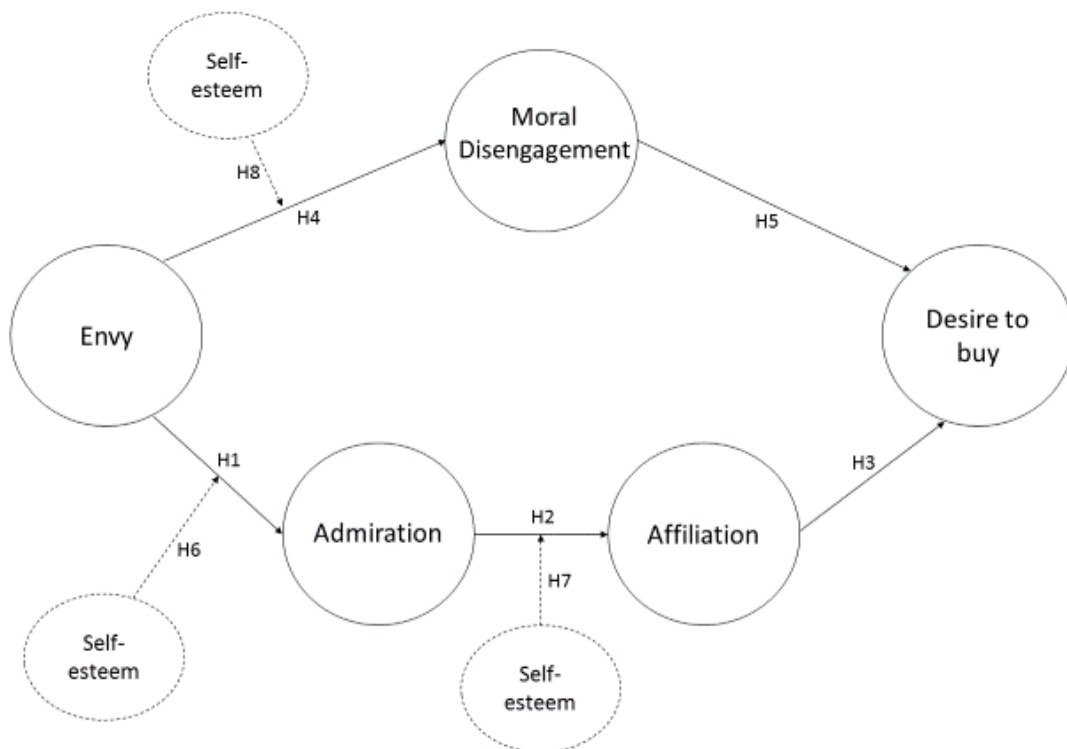 Self-
esteem
H8
Moral
Disengagement
H4
H5
Envy
Desire to
buy
H1
H6
Admiration
H2
Affiliation
H3
H7
Self-
esteem
Self-
esteem